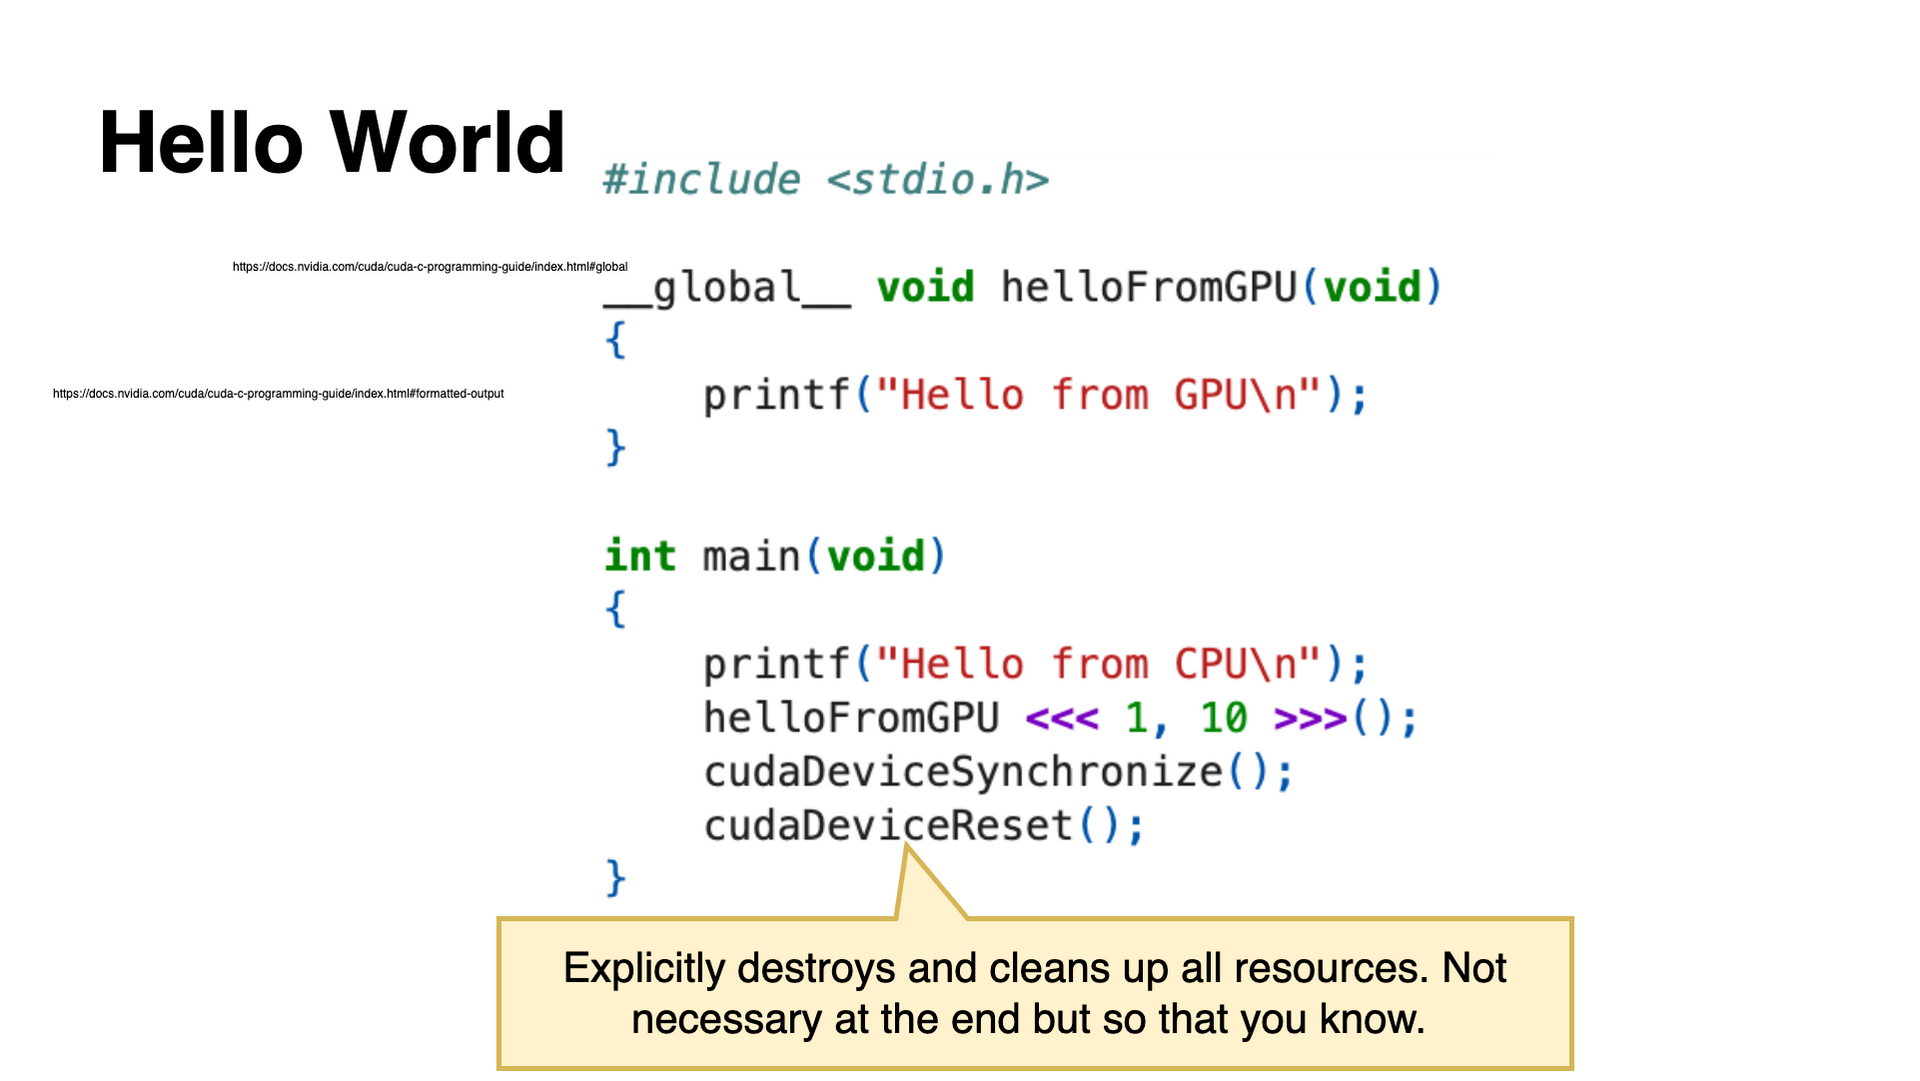 Hello World
#include <stdio.h>
https://docs.nvidia.com/cuda/cuda-c-programming-guide/index.html#global
__global__ void helloFromGPU(void)
{
https://docs.nvidia.com/cuda/cuda-c-programming-guide/index.html#formatted-output
    printf("Hello from GPU\n");
}
int main(void)
{
    printf("Hello from CPU\n");
    helloFromGPU <<< 1, 10 >>>();
    cudaDeviceSynchronize();
    cudaDeviceReset();
}
Explicitly destroys and cleans up all resources. Not
necessary at the end but so that you know.